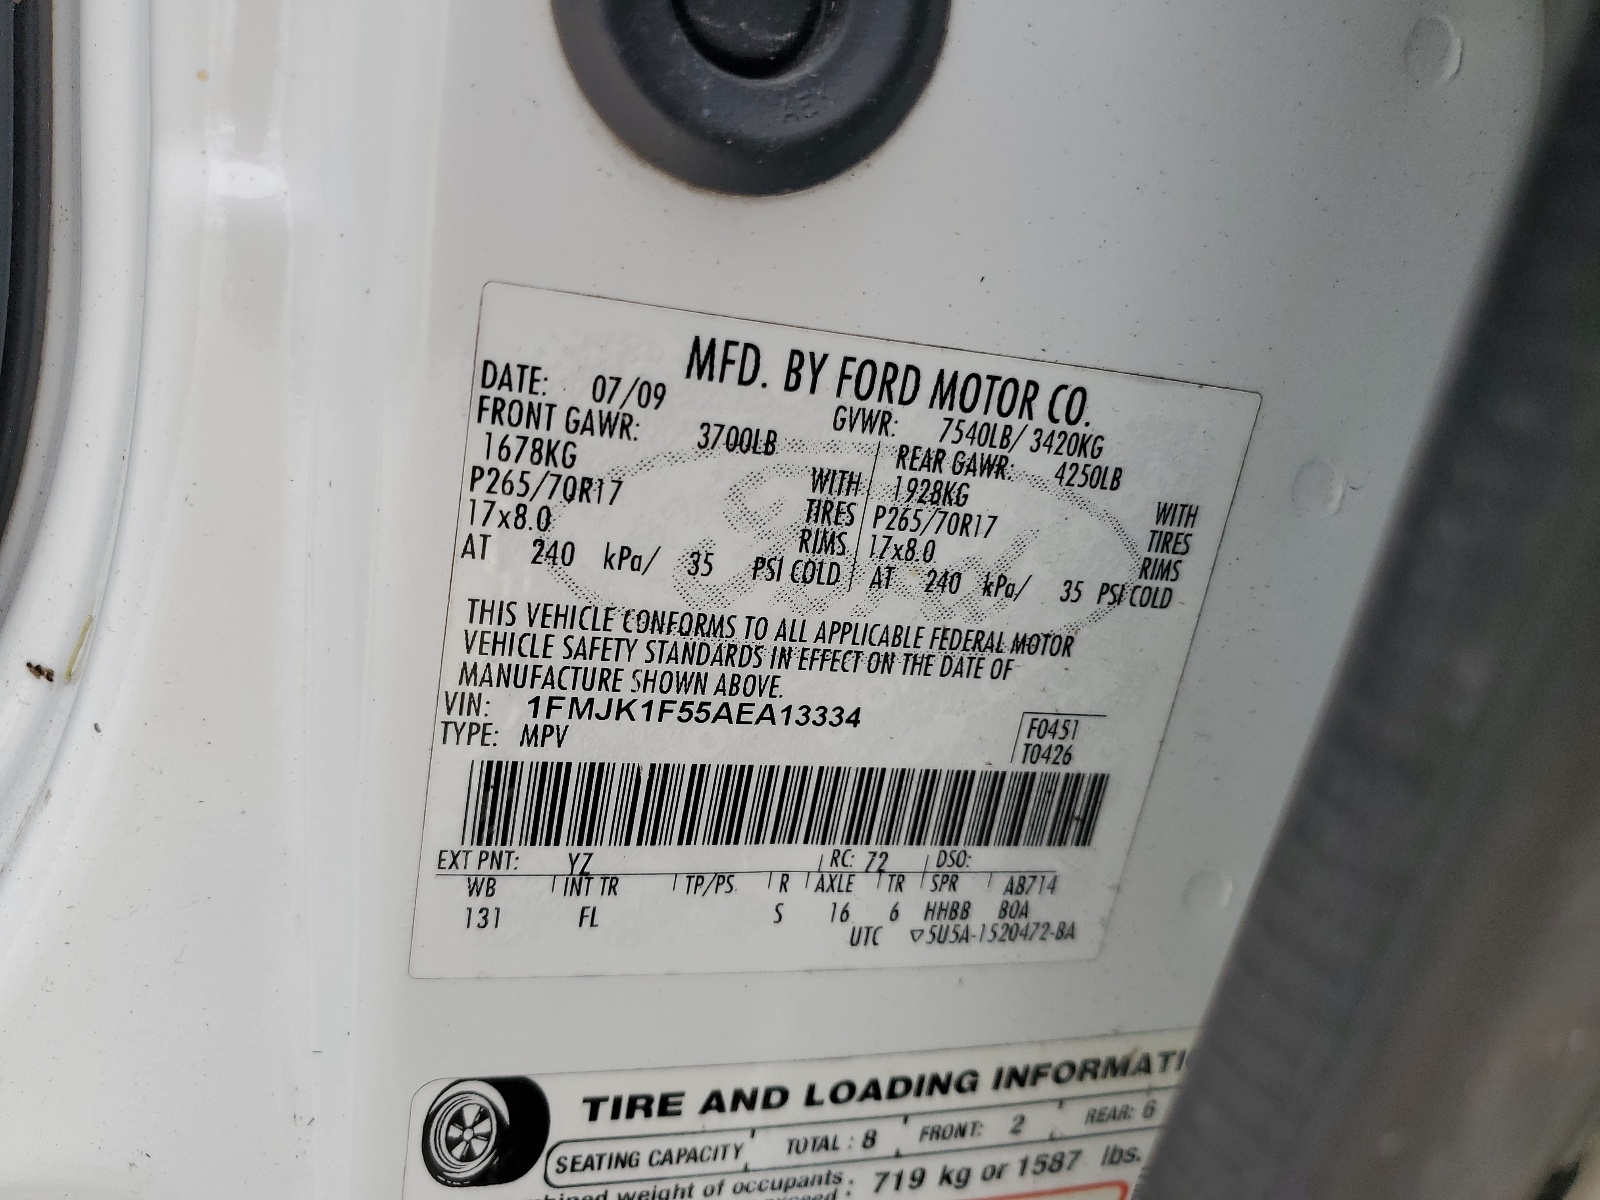 MFD. BY FORD MOTOR CO.
DATE: 07/09 GVWR: 7540LB/ 3420KG
FRONT GAWR: 3700LB REAR GAWR: 4250LB
1678KG WITH 1928KG WITH
P265/70R17 TIRES P265/70R17 TIRES
17x8.0 RIMS 17x8.0 RIMS
AT 240 kPa/ 35 PSI COLD AT 240 kPa/ 35 PSI COLD
THIS VEHICLE CONFORMS TO ALL APPLICABLE FEDERAL MOTOR
VEHICLE SAFETY STANDARDS IN EFFECT ON THE DATE OF
MANUFACTURE SHOWN ABOVE.
VIN: 1FMJK1F55AEA13334 F0451
TYPE: MPV T0426
EXT PNT: YZ RC: 72 DSO:
WB INT TR TP/PS R AXLE TR SPR AB714
131 FL S 16 6 HHBB BOA
UTC ▽5U5A-1520472-BA
TIRE AND LOADING INFORMATI
SEATING CAPACITY TOTAL : 8 FRONT: 2 REAR: 6
weight of occupants : 719 kg or 1587 lbs.